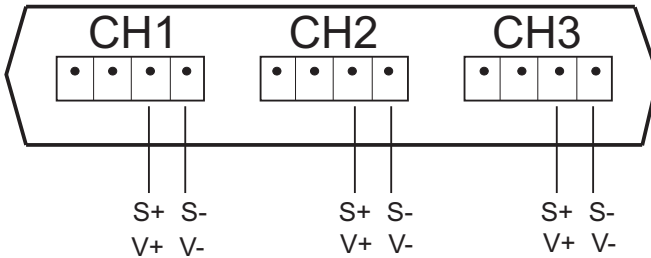 CH1 CH2 CH3
S+ S- S+ S- S+ S-
V+ V- V+ V- V+ V-